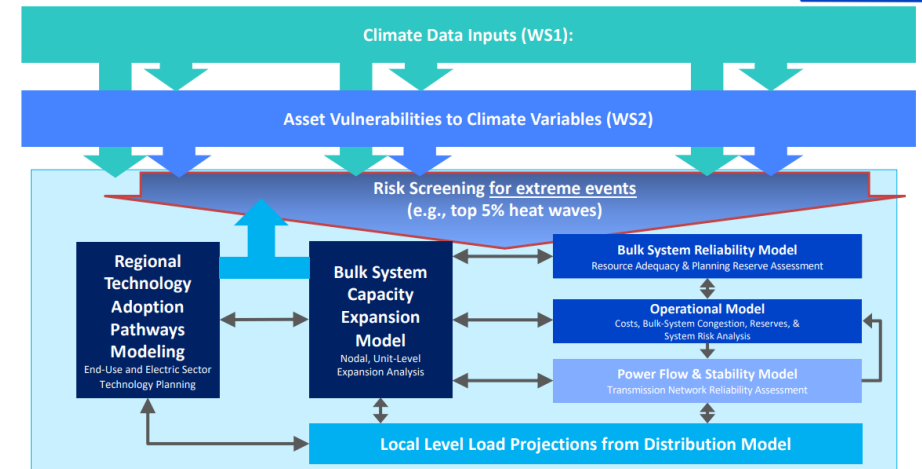 Climate Data Inputs (WS1):
Asset Vulnerabilities to Climate Variables (WS2)
Risk Screening for extreme events
(e.g., top 5% heat waves)
Regional
Technology
Adoption
Pathways
Modeling
End-Use and Electric Sector
Technology Planning
Bulk System
Capacity
Expansion
Model
Nodal, Unit-Level
Expansion Analysis
Bulk System Reliability Model
Resource Adequacy & Planning Reserve Assessment
Operational Model
Costs, Bulk-System Congestion, Reserves, &
System Risk Analysis
Power Flow & Stability Model
Transmission Network Reliability Assessment
Local Level Load Projections from Distribution Model